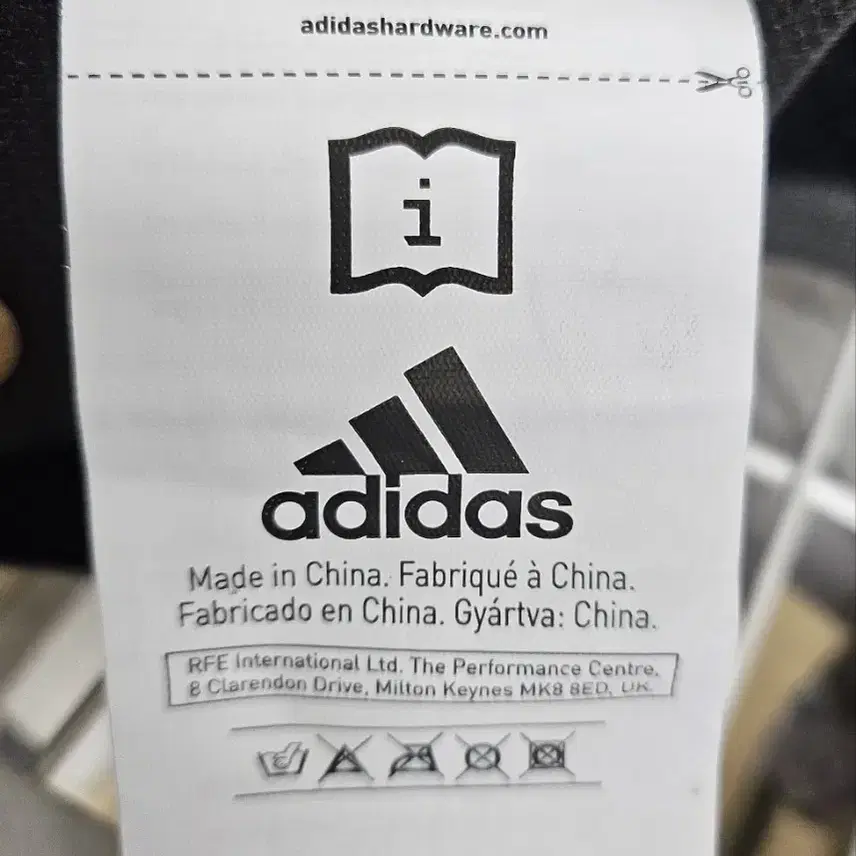 adidashardware.com
i
adidas
Made in China. Fabriqué à China.
Fabricado en China. Gyártva: China.
RFE International Ltd. The Performance Centre,
8 Clarendon Drive, Milton Keynes MK8 8ED, UK.